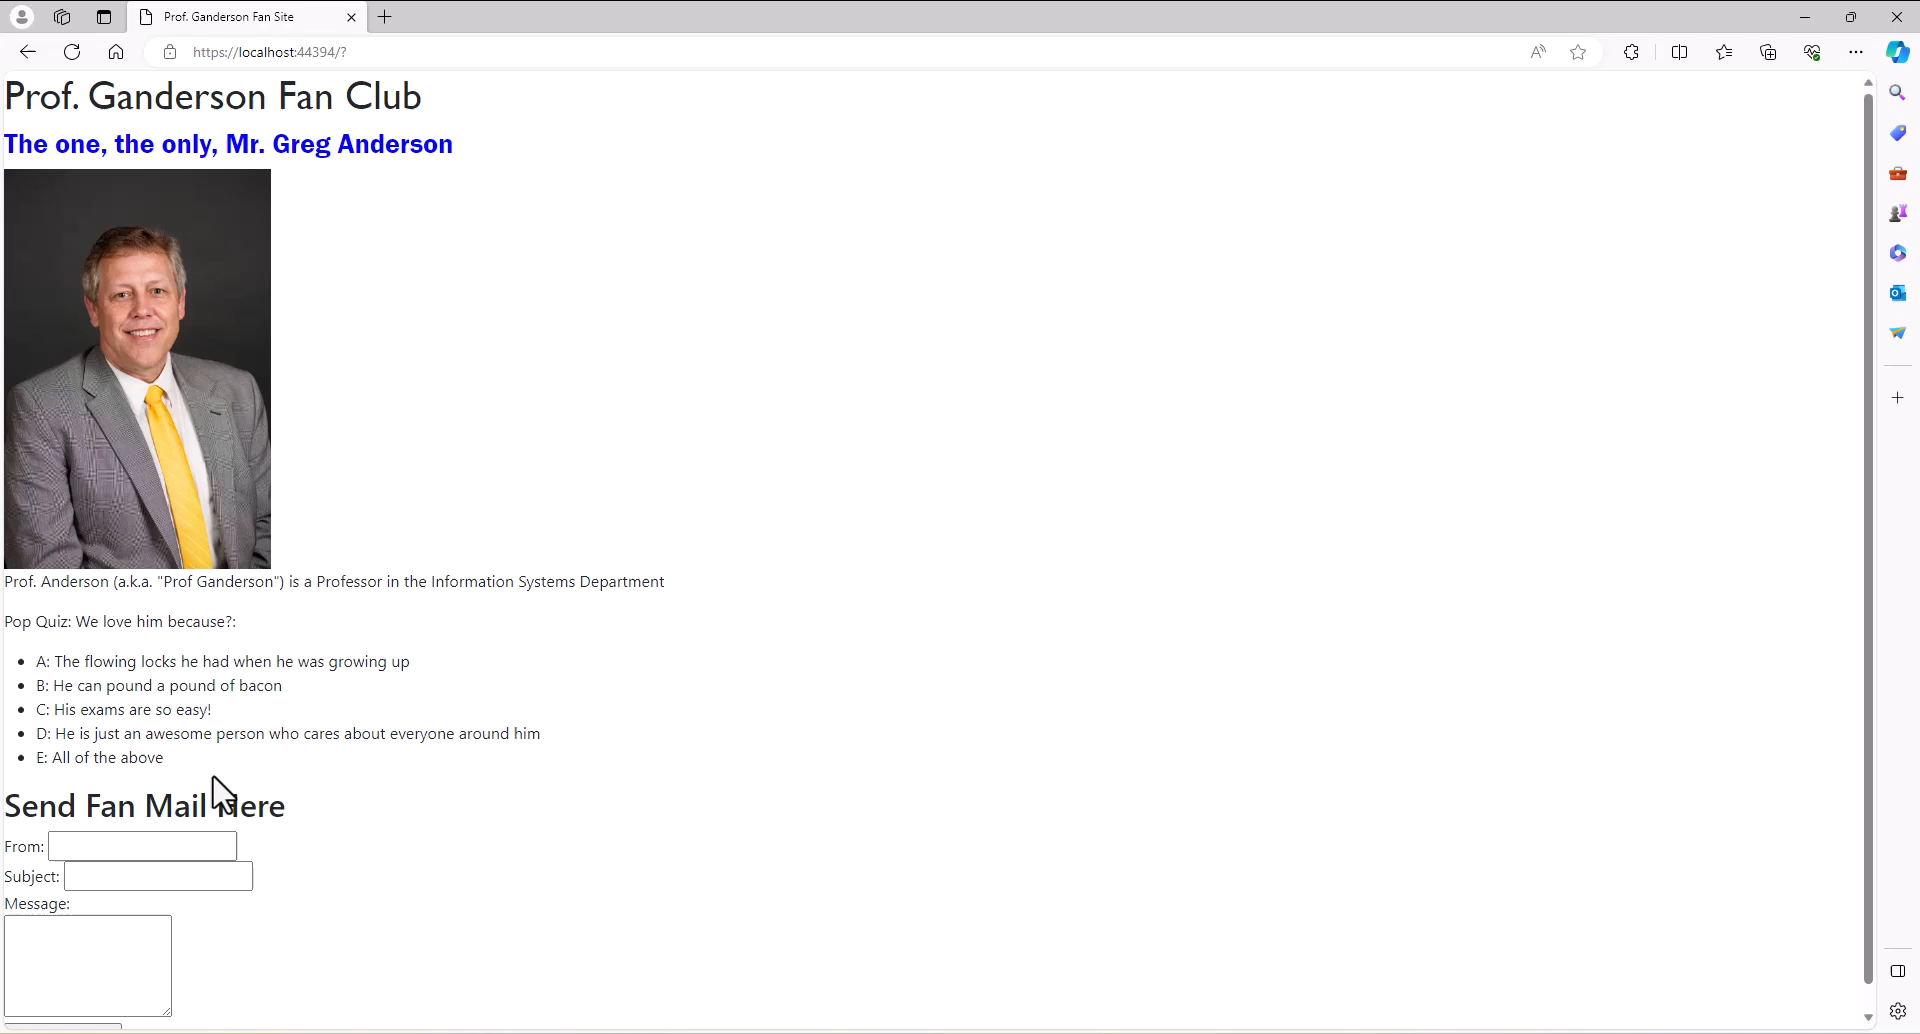 Prof. Ganderson Fan Site
https://localhost:44394/?
Prof. Ganderson Fan Club
The one, the only, Mr. Greg Anderson
Prof. Anderson (a.k.a. "Prof Ganderson") is a Professor in the Information Systems Department
Pop Quiz: We love him because?:
A: The flowing locks he had when he was growing up
B: He can pound a pound of bacon
C: His exams are so easy!
D: He is just an awesome person who cares about everyone around him
E: All of the above
Send Fan Mail Here
From:
Subject:
Message: